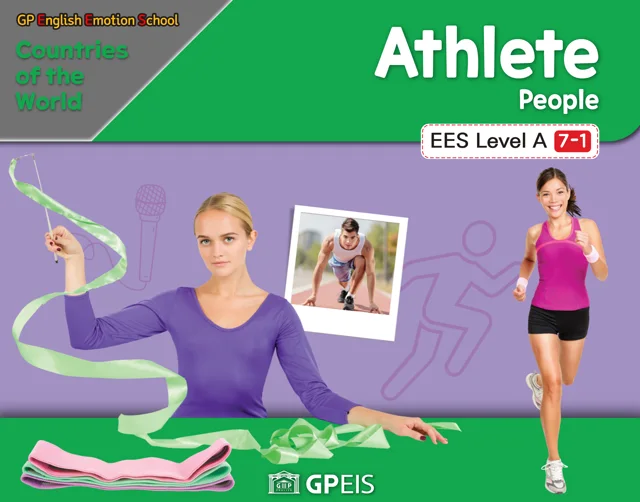 GP English Emotion School
Countries
of the
World
Athlete
People
EES Level A 7-1
GPEIS